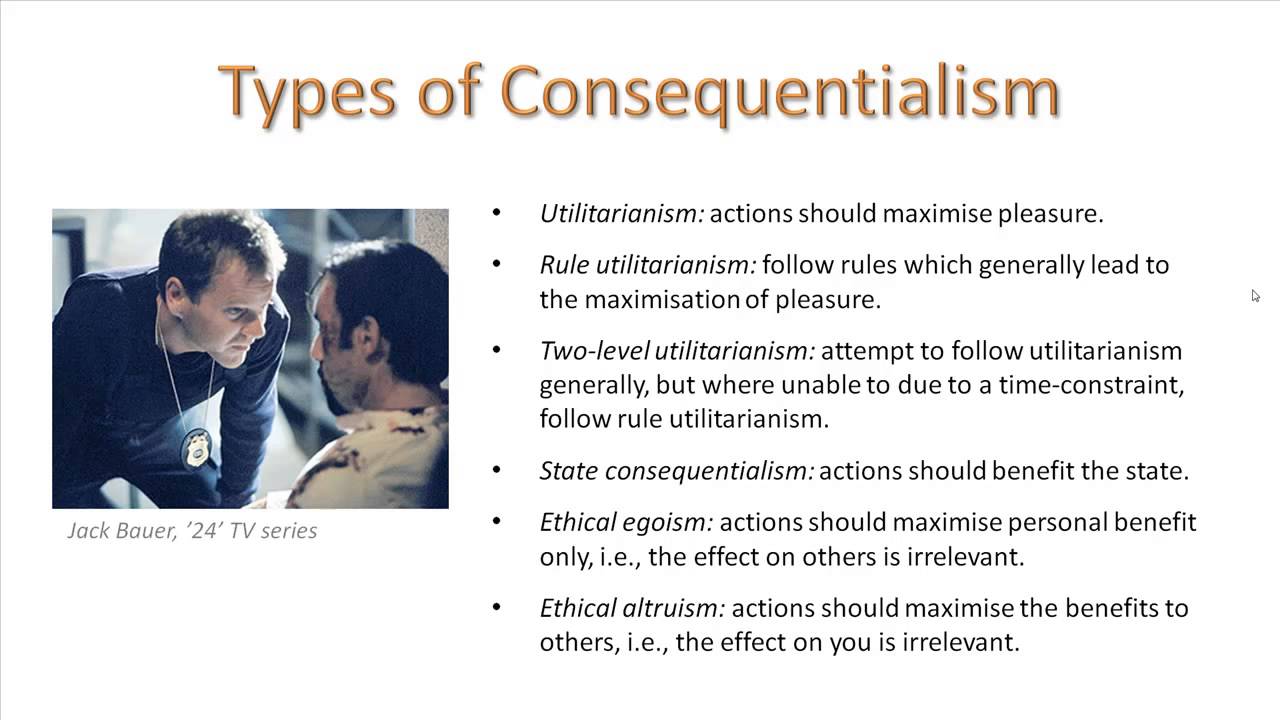 Types of Consequentialism
• Utilitarianism: actions should maximise pleasure.
• Rule utilitarianism: follow rules which generally lead to
the maximisation of pleasure.
• Two-level utilitarianism: attempt to follow utilitarianism
generally, but where unable to due to a time-constraint,
follow rule utilitarianism.
• State consequentialism: actions should benefit the state.
• Ethical egoism: actions should maximise personal benefit
only, i.e., the effect on others is irrelevant.
• Ethical altruism: actions should maximise the benefits to
others, i.e., the effect on you is irrelevant.
Jack Bauer, ’24’ TV series